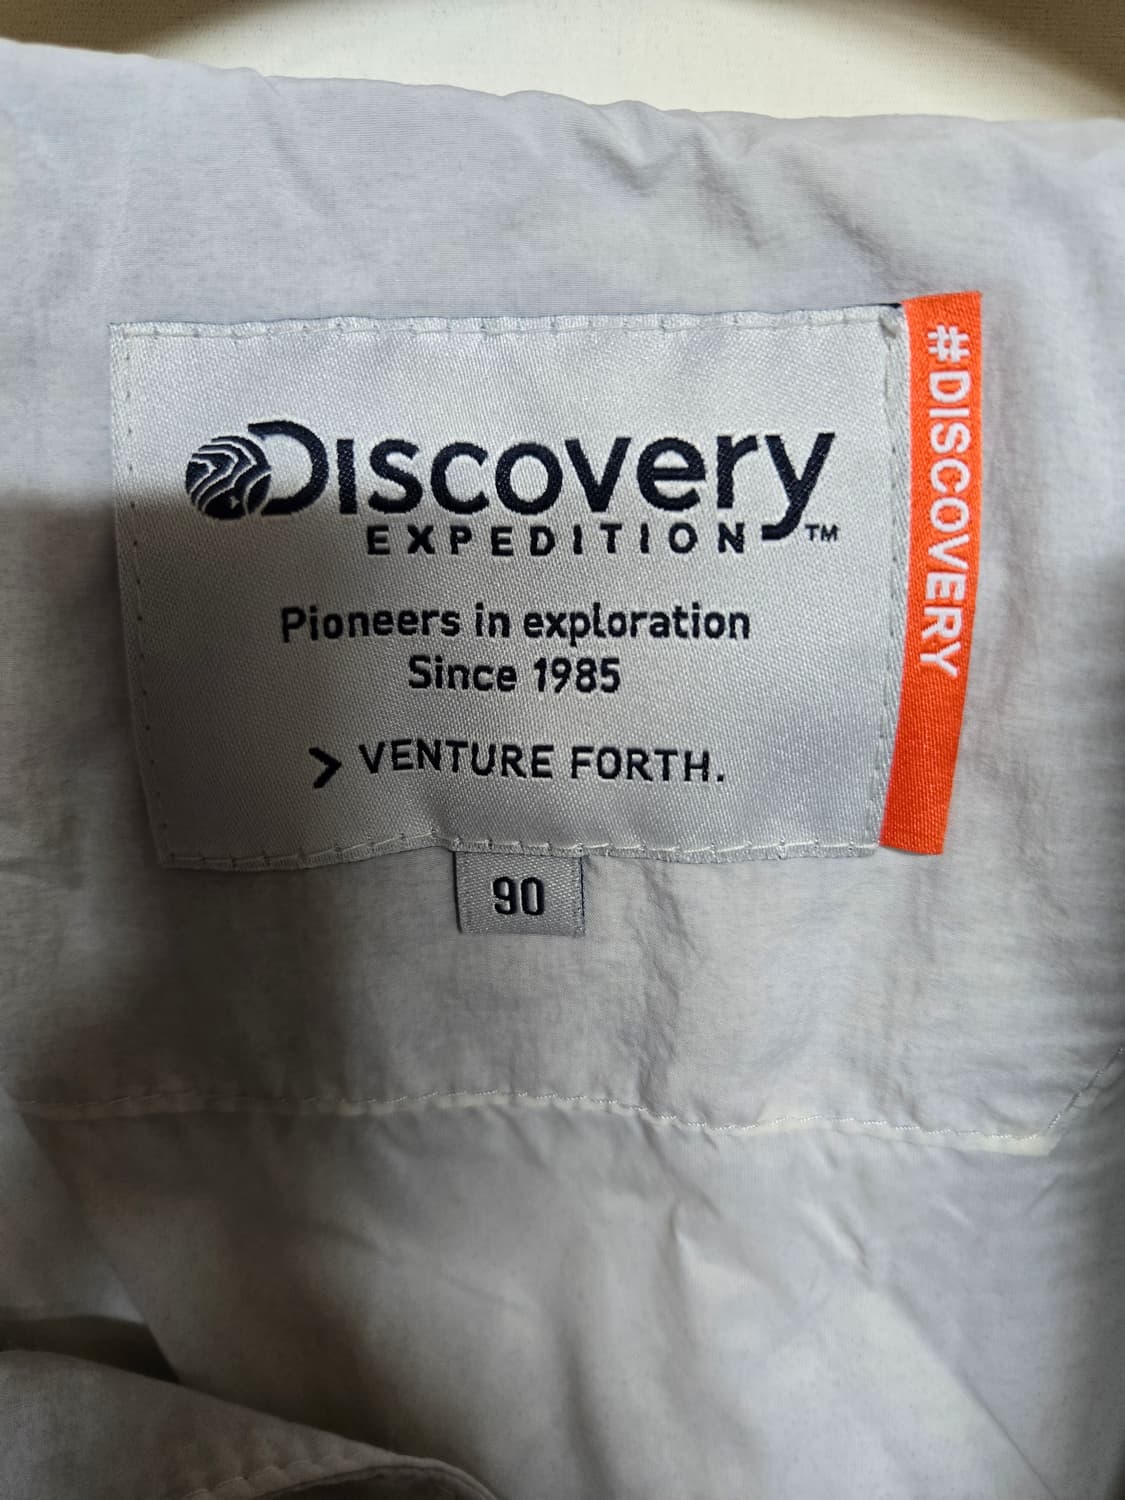 Discovery
EXPEDITION™
Pioneers in exploration
Since 1985
> VENTURE FORTH.
90
#DISCOVERY